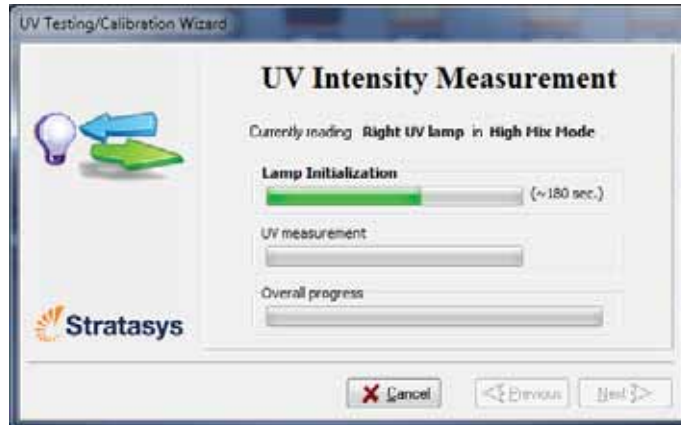 UV Testing/Calibration Wizard
UV Intensity Measurement
Currently reading Right UV lamp in High Mix Mode
Lamp Initialization
(~180 sec.)
UV measurement
Overall progress
Stratasys
Cancel
Previous
Next